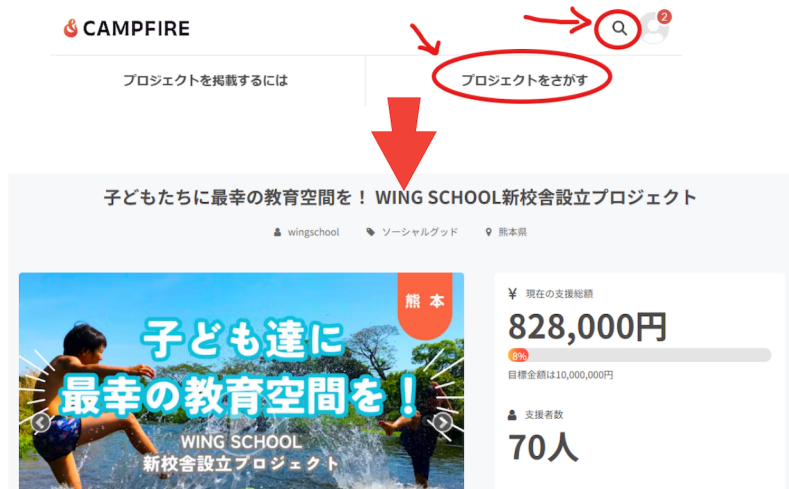 CAMPFIRE
2
プロジェクトを掲載するには
プロジェクトをさがす
子どもたちに最幸の教育空間を！ WING SCHOOL新校舎設立プロジェクト
wingschool ソーシャルグッド 熊本県
熊本
子ども達に
最幸の教育空間を！
WING SCHOOL
新校舎設立プロジェクト
¥ 現在の支援総額
828,000円
8%
目標金額は10,000,000円
支援者数
70人